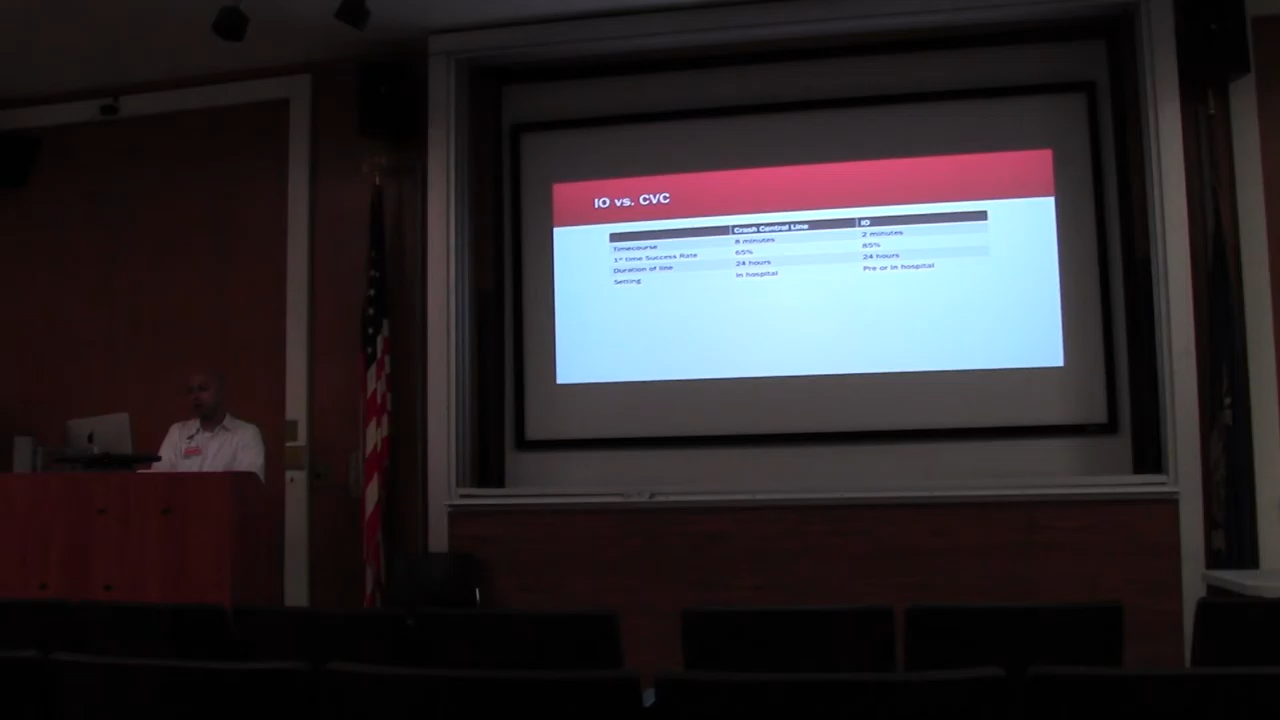 IO vs. CVC
Crash Central Line IO
Timecourse 8 minutes 2 minutes
1st time Success Rate 65% 85%
Duration of line 24 hours 24 hours
Setting In hospital Pre or in hospital